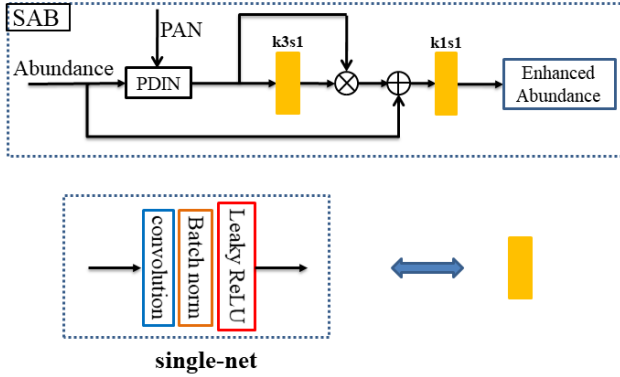 SAB
PAN
k3s1
k1s1
Abundance
PDIN
Enhanced
Abundance
convolution
Batch norm
Leaky ReLU
single-net